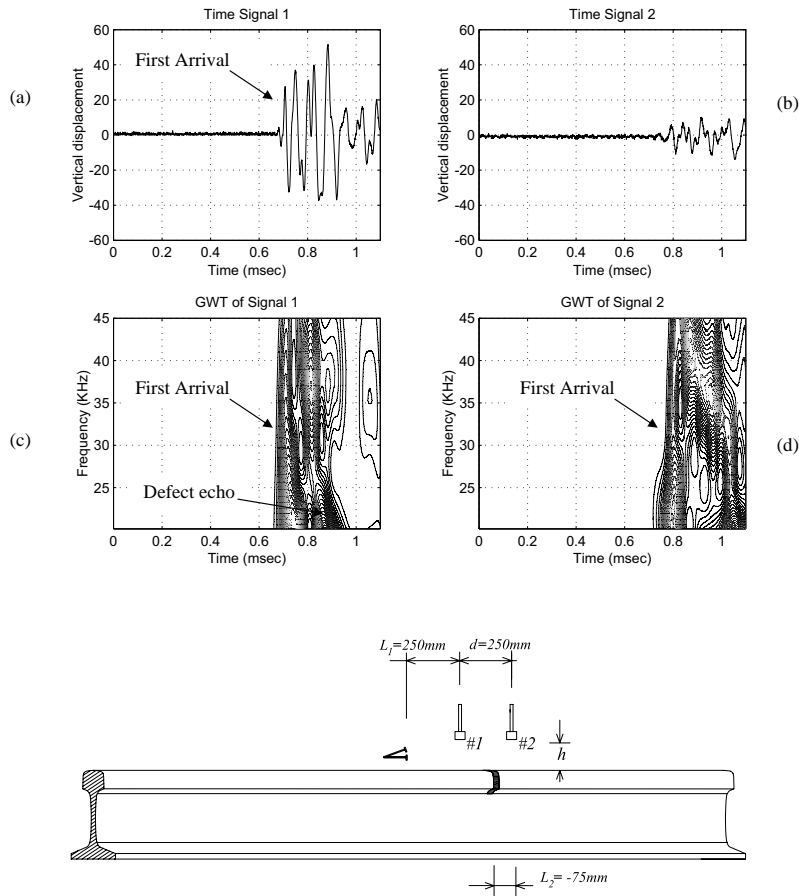 Time Signal 1
Time Signal 2
(a)
(b)
Vertical displacement
60
40
20
0
-20
-40
-60
First Arrival
0 0.2 0.4 0.6 0.8 1
Time (msec)
Vertical displacement
60
40
20
0
-20
-40
-60
0 0.2 0.4 0.6 0.8 1
Time (msec)
GWT of Signal 1
GWT of Signal 2
(c)
(d)
Frequency (KHz)
45
40
35
30
25
First Arrival
Defect echo
0 0.2 0.4 0.6 0.8 1
Time (msec)
Frequency (KHz)
45
40
35
30
25
First Arrival
0 0.2 0.4 0.6 0.8 1
Time (msec)
L1=250mm d=250mm
#1 #2
h
L2= -75mm